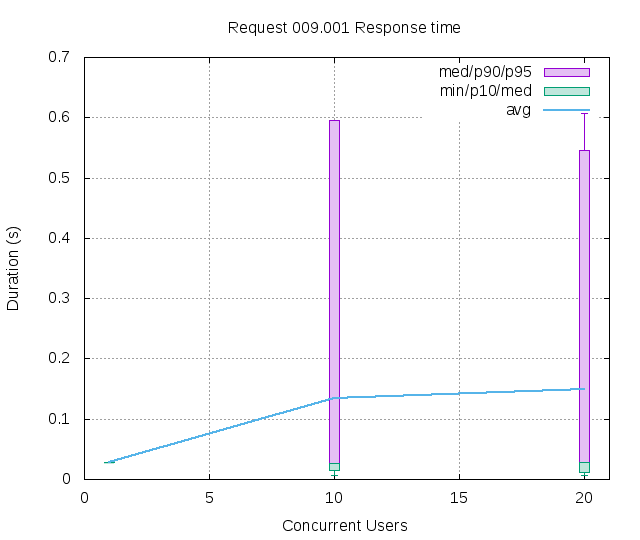 Request 009.001 Response time
0.7
0.6
0.5
0.4
0.3
0.2
0.1
0
Duration (s)
med/p90/p95
min/p10/med
avg
0 5 10 15 20
Concurrent Users